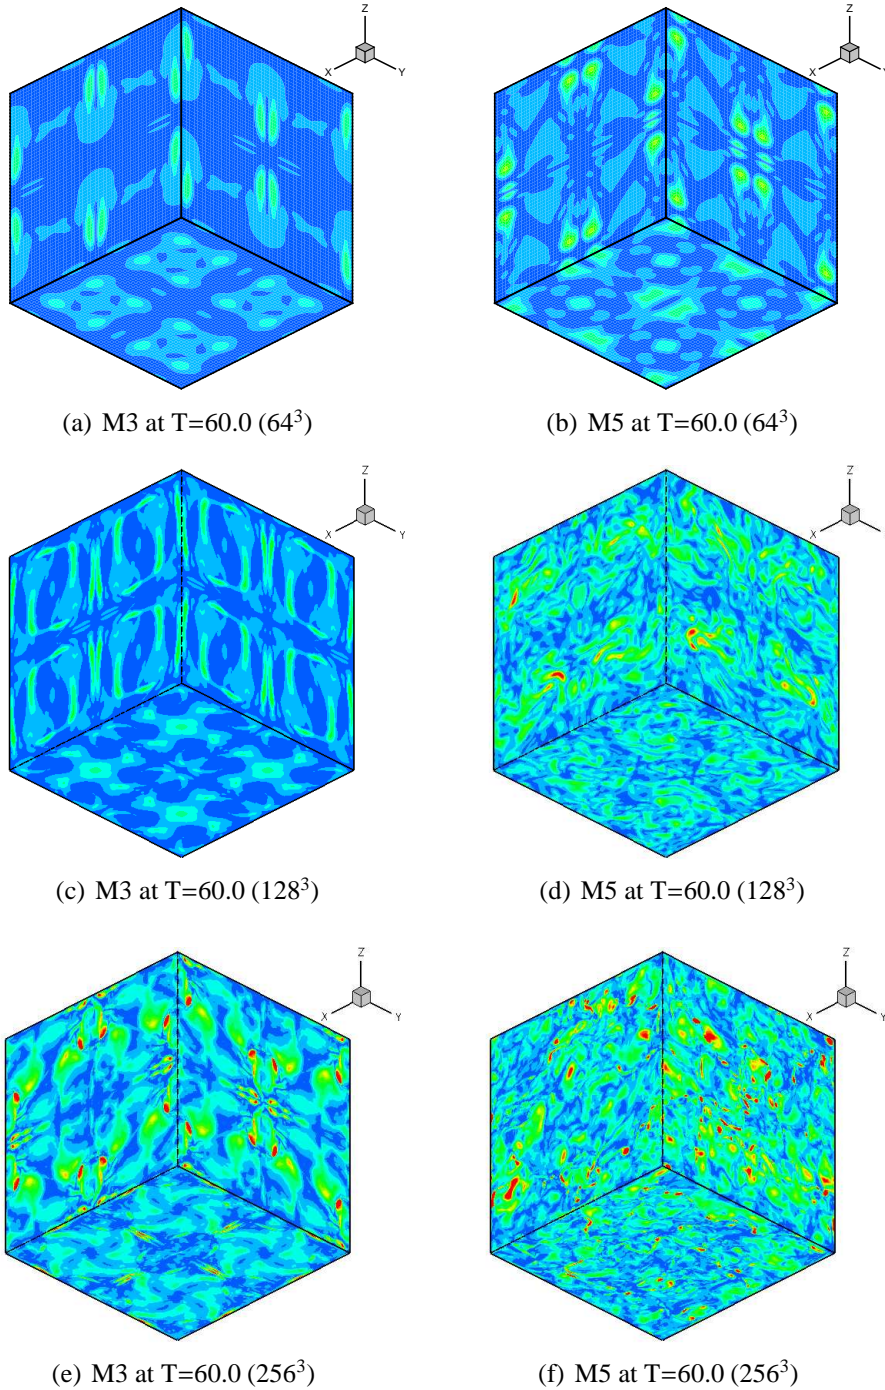 Z
X
Y
Z
X
Y
(a) M3 at T=60.0 (64³)
(b) M5 at T=60.0 (64³)
Z
X
Y
Z
X
Y
(c) M3 at T=60.0 (128³)
(d) M5 at T=60.0 (128³)
Z
X
Y
Z
X
Y
(e) M3 at T=60.0 (256³)
(f) M5 at T=60.0 (256³)